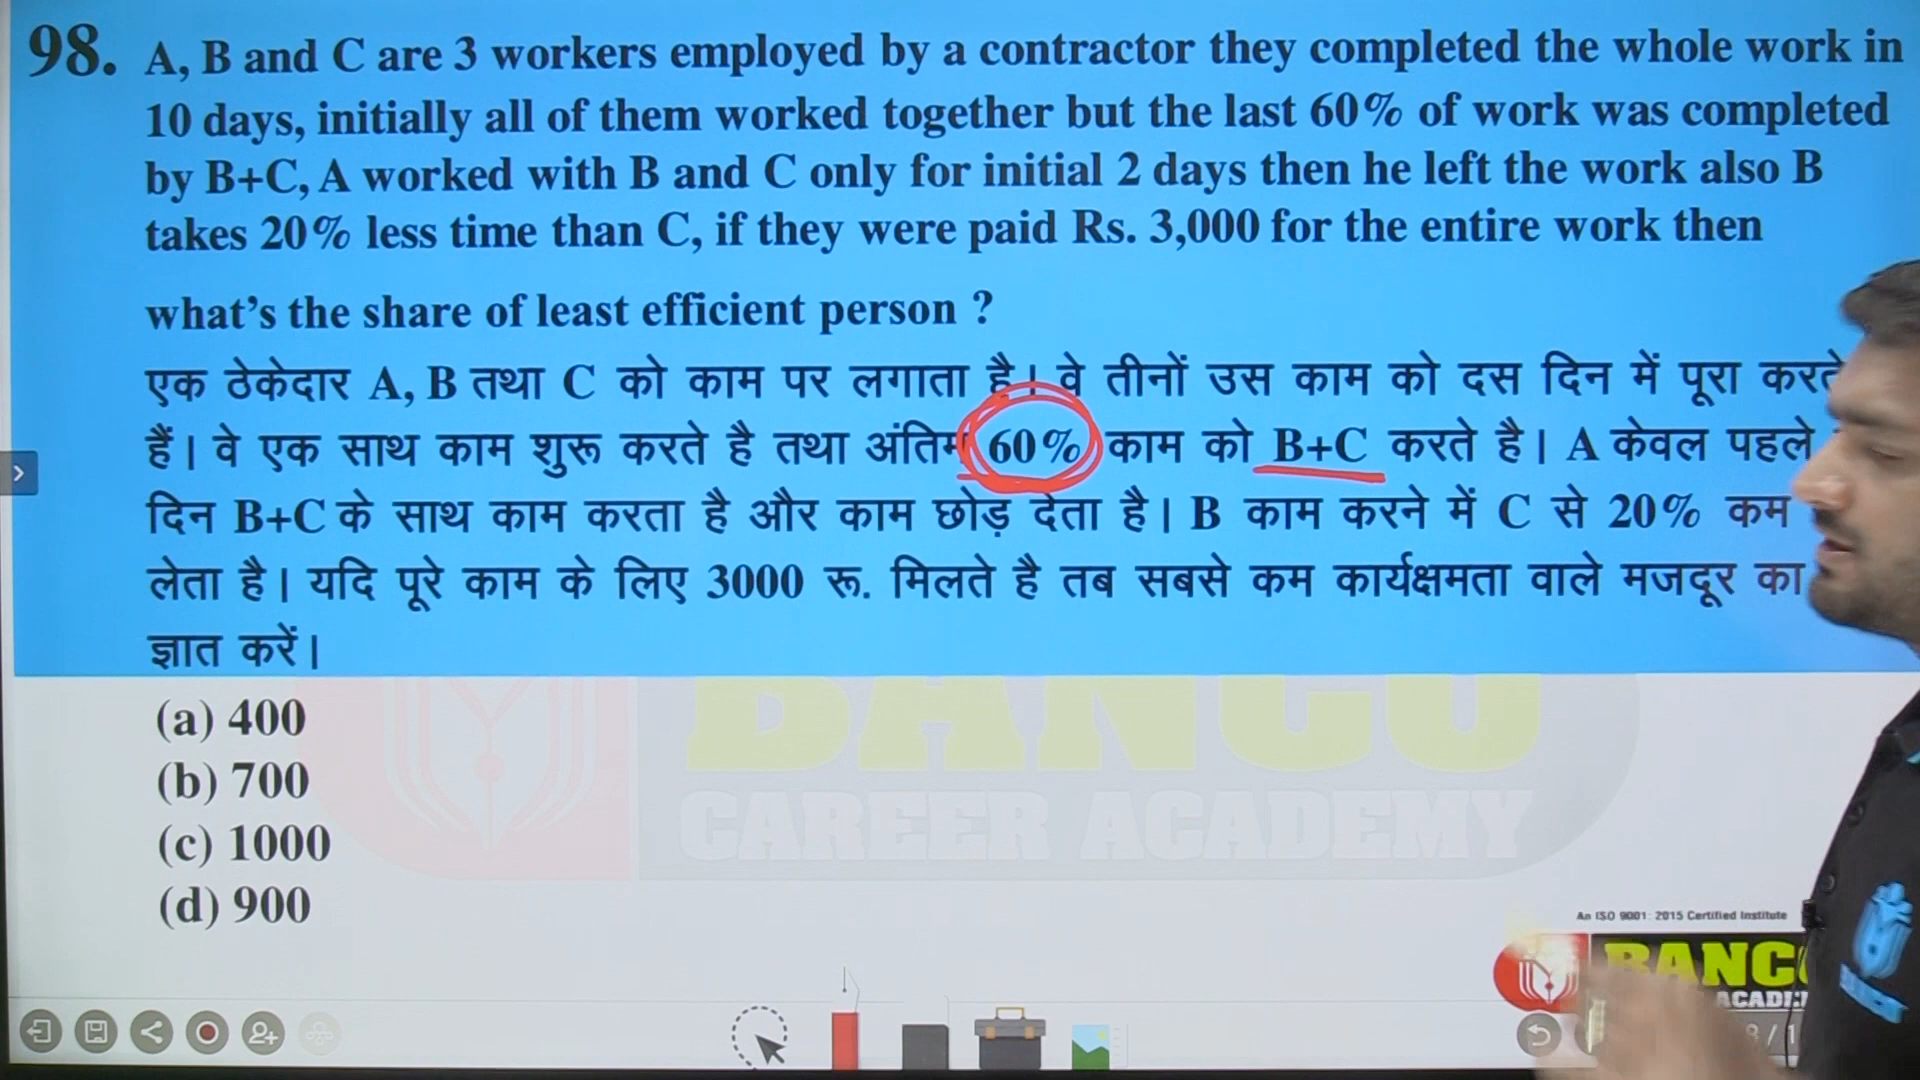 98. A, B and C are 3 workers employed by a contractor they completed the whole work in
10 days, initially all of them worked together but the last 60% of work was completed
by B+C, A worked with B and C only for initial 2 days then he left the work also B
takes 20% less time than C, if they were paid Rs. 3,000 for the entire work then
what's the share of least efficient person ?
एक ठेकेदार A, B तथा C को काम पर लगाता है। वे तीनों उस काम को दस दिन में पूरा करते
हैं। वे एक साथ काम शुरू करते है तथा अंतिम 60% काम को B+C करते है। A केवल पहले
दिन B+C के साथ काम करता है और काम छोड़ देता है। B काम करने में C से 20% कम
लेता है। यदि पूरे काम के लिए 3000 रू. मिलते है तब सबसे कम कार्यक्षमता वाले मजदूर का
ज्ञात करें।
(a) 400
(b) 700
(c) 1000
(d) 900
BANCO
CAREER ACADEMY
An ISO 9001: 2015 Certified Institute